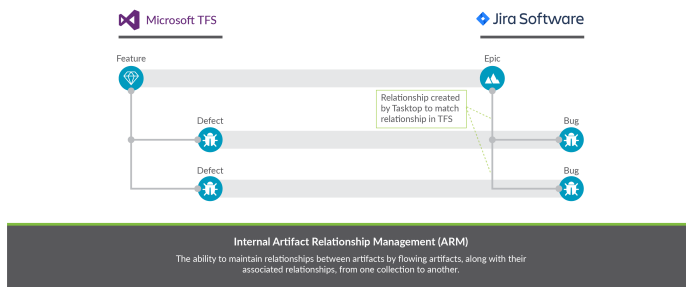 Microsoft TFS
Jira Software
Feature
Epic
Relationship created
by Tasktop to match
relationship in TFS
Defect
Bug
Defect
Bug
Internal Artifact Relationship Management (ARM)
The ability to maintain relationships between artifacts by flowing artifacts, along with their
associated relationships, from one collection to another.